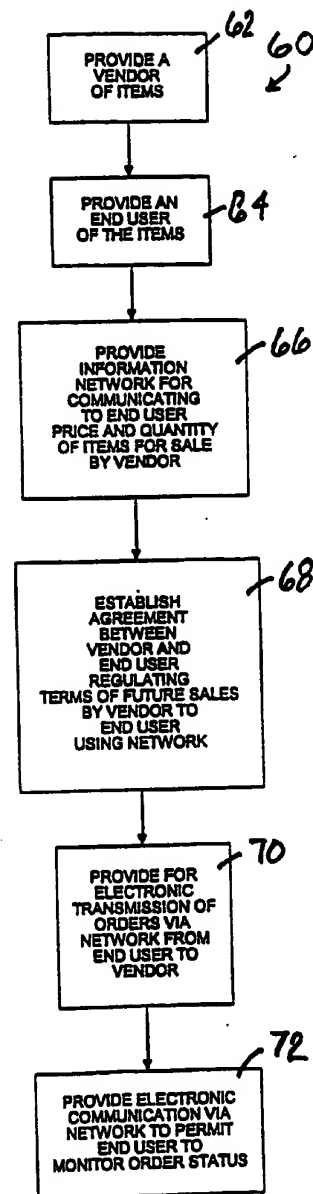 62
60
PROVIDE A
VENDOR
OF ITEMS
64
PROVIDE AN
END USER
OF THE ITEMS
66
PROVIDE
INFORMATION
NETWORK FOR
COMMUNICATING
TO END USER
PRICE AND QUANTITY
OF ITEMS FOR SALE
BY VENDOR
68
ESTABLISH
AGREEMENT
BETWEEN
VENDOR AND
END USER
REGULATING
TERMS OF FUTURE SALES
BY VENDOR TO
END USER
USING NETWORK
70
PROVIDE FOR
ELECTRONIC
TRANSMISSION OF
ORDERS VIA
NETWORK FROM
END USER TO
VENDOR
72
PROVIDE ELECTRONIC
COMMUNICATION VIA
NETWORK TO PERMIT
END USER TO
MONITOR ORDER STATUS